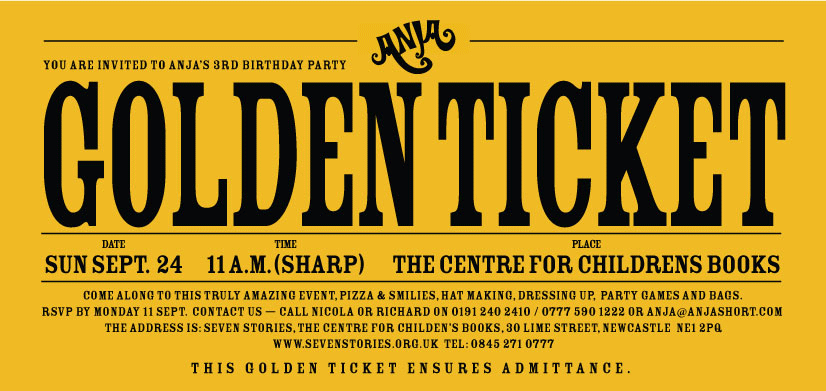 ANJA
YOU ARE INVITED TO ANJA'S 3RD BIRTHDAY PARTY
GOLDEN TICKET
DATE TIME PLACE
SUN SEPT. 24 11 A.M. (SHARP) THE CENTRE FOR CHILDRENS BOOKS
COME ALONG TO THIS TRULY AMAZING EVENT, PIZZA & SMILIES, HAT MAKING, DRESSING UP, PARTY GAMES AND BAGS.
RSVP BY MONDAY 11 SEPT. CONTACT US — CALL NICOLA OR RICHARD ON 0191 240 2410 / 0777 590 1222 OR ANJA@ANJASHORT.COM
THE ADDRESS IS: SEVEN STORIES, THE CENTRE FOR CHILDEN'S BOOKS, 30 LIME STREET, NEWCASTLE NE1 2PQ
WWW.SEVENSTORIES.ORG.UK TEL: 0845 271 0777
THIS GOLDEN TICKET ENSURES ADMITTANCE.